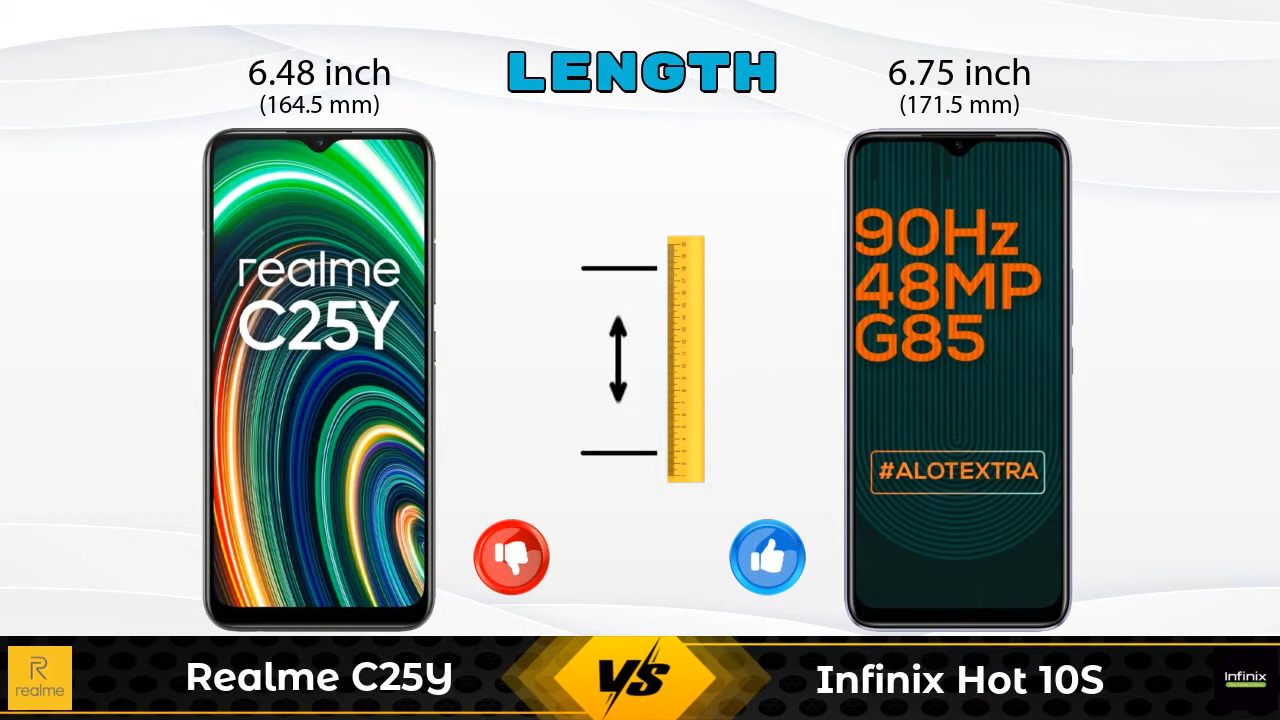 LENGTH
6.48 inch
(164.5 mm)
6.75 inch
(171.5 mm)
realme
C25Y
90Hz
48MP
G85
#ALOTEXTRA
R
realme
Realme C25Y
VS
Infinix Hot 10S
Infinix